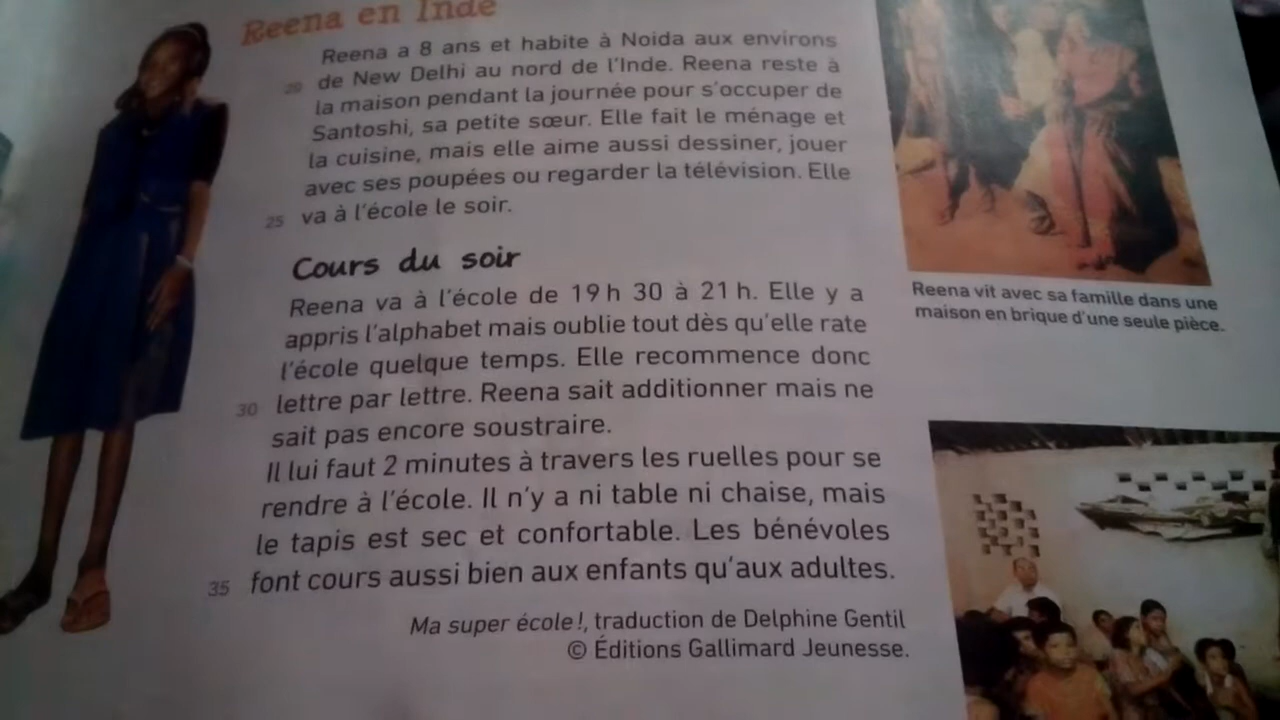 Reena en Inde
Reena a 8 ans et habite à Noida aux environs
20 de New Delhi au nord de l'Inde. Reena reste à
la maison pendant la journée pour s'occuper de
Santoshi, sa petite sœur. Elle fait le ménage et
la cuisine, mais elle aime aussi dessiner, jouer
avec ses poupées ou regarder la télévision. Elle
25 va à l'école le soir.
Cours du soir
Reena va à l'école de 19 h 30 à 21 h. Elle y a
appris l'alphabet mais oublie tout dès qu'elle rate
l'école quelque temps. Elle recommence donc
30 lettre par lettre. Reena sait additionner mais ne
sait pas encore soustraire.
Il lui faut 2 minutes à travers les ruelles pour se
rendre à l'école. Il n'y a ni table ni chaise, mais
le tapis est sec et confortable. Les bénévoles
35 font cours aussi bien aux enfants qu'aux adultes.
Ma super école !, traduction de Delphine Gentil
© Éditions Gallimard Jeunesse.
Reena vit avec sa famille dans une
maison en brique d'une seule pièce.